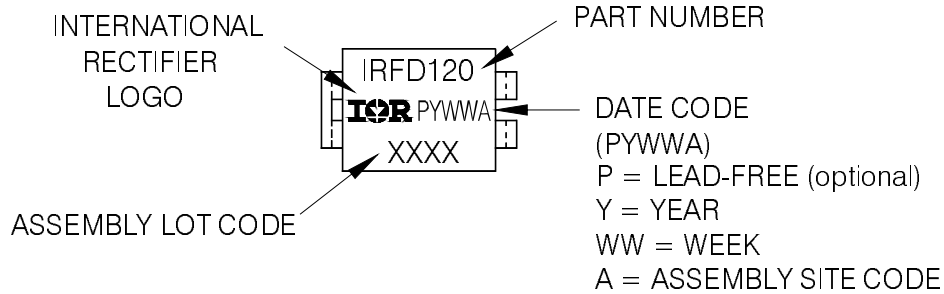 INTERNATIONAL
RECTIFIER
LOGO
PART NUMBER
IRFD120
IOR PYWWA
XXXX
ASSEMBLY LOT CODE
DATE CODE
(PYWWA)
P = LEAD-FREE (optional)
Y = YEAR
WW = WEEK
A = ASSEMBLY SITE CODE